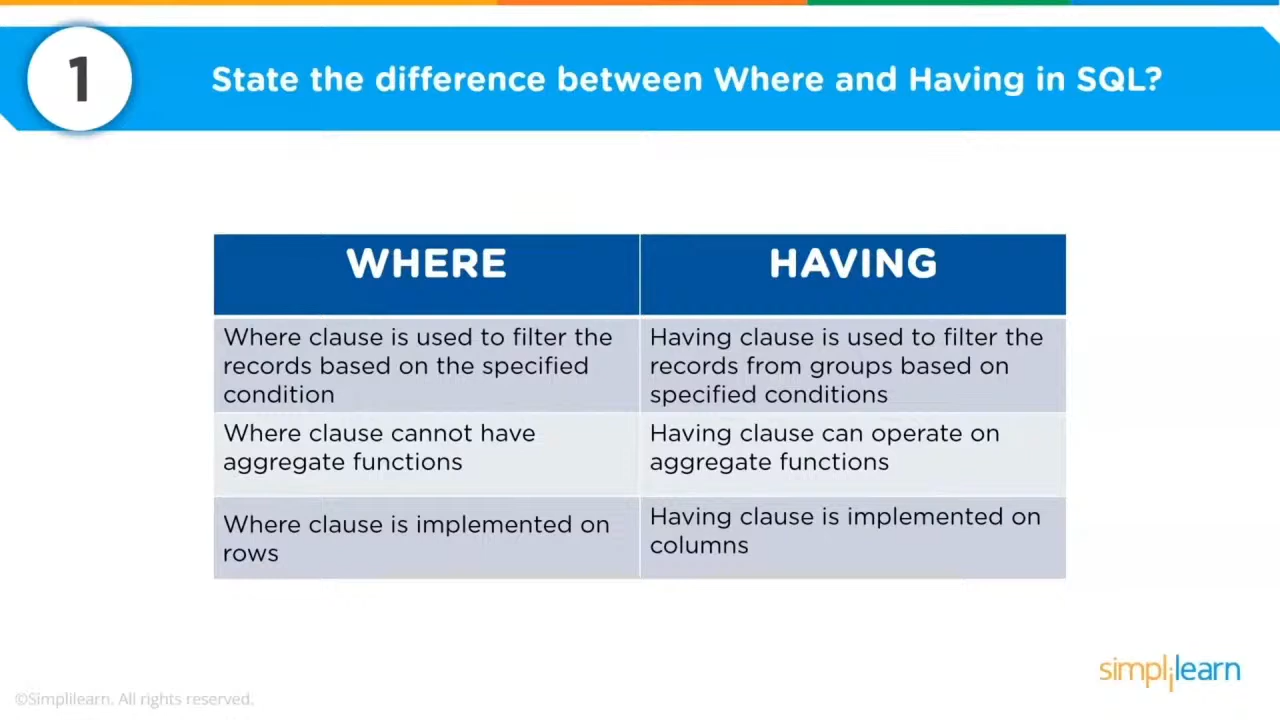 1
State the difference between Where and Having in SQL?
WHERE
HAVING
Where clause is used to filter the
records based on the specified
condition
Having clause is used to filter the
records from groups based on
specified conditions
Where clause cannot have
aggregate functions
Having clause can operate on
aggregate functions
Where clause is implemented on
rows
Having clause is implemented on
columns
simplilearn
©Simplilearn. All rights reserved.